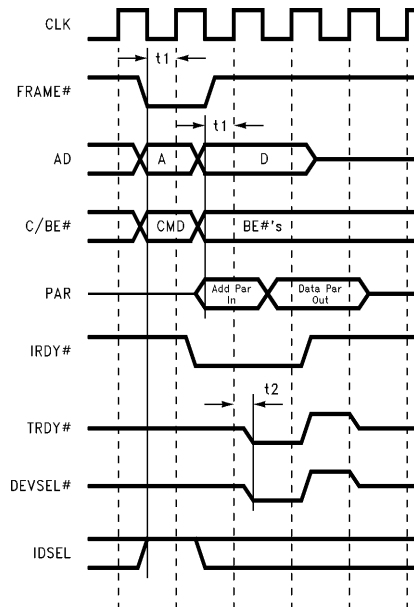 CLK
t1
FRAME#
t1
AD
A
D
C/BE#
CMD
BE#'s
PAR
Add Par
In
Data Par
Out
IRDY#
t2
TRDY#
DEVSEL#
IDSEL